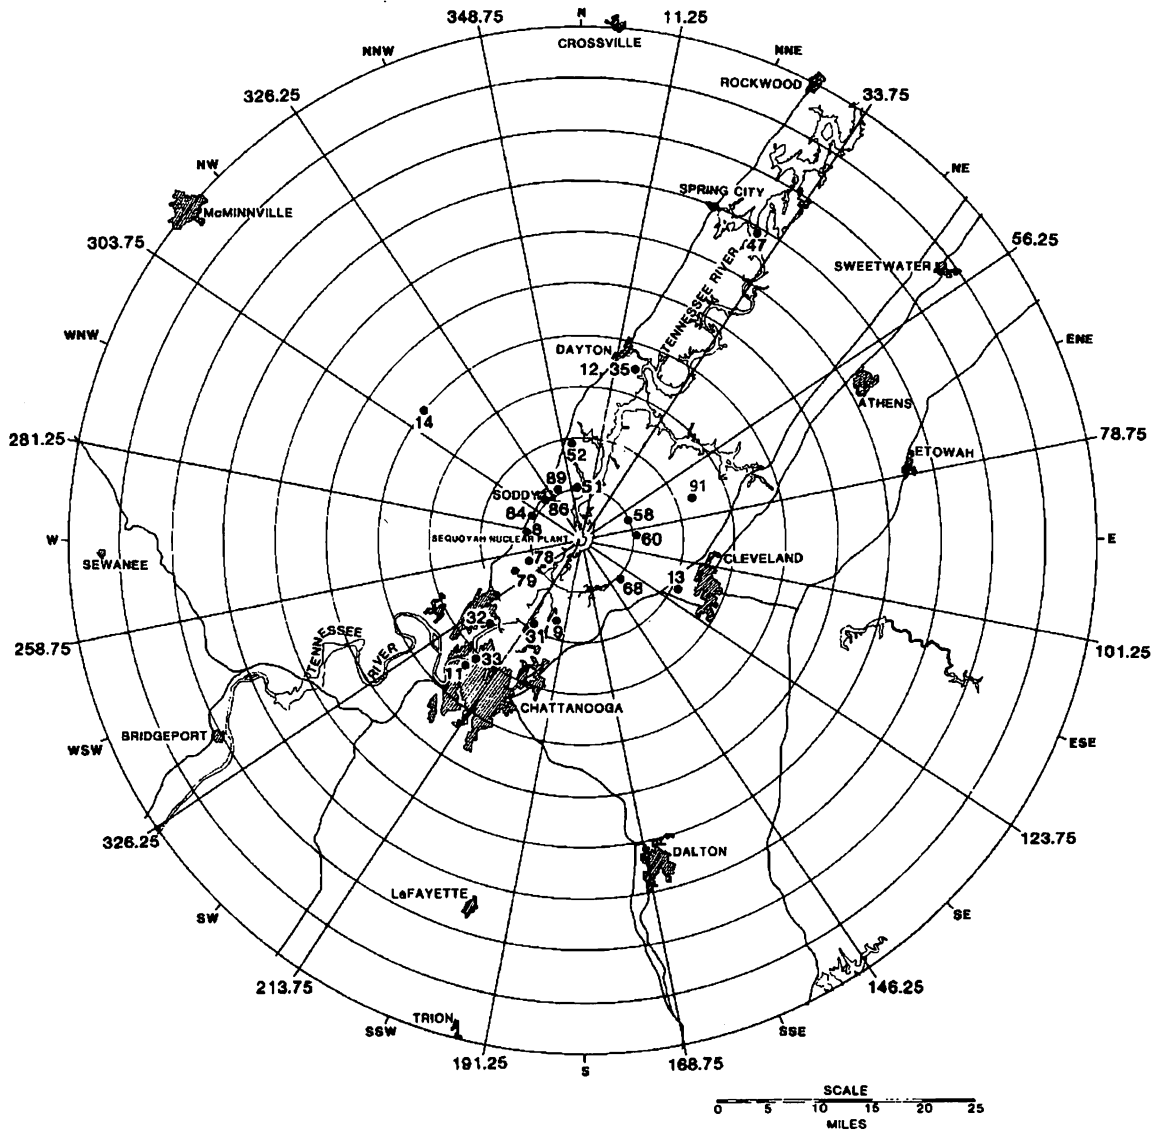 348.75
N
11.25
CROSSVILLE
NNW
NNE
ROCKWOOD
326.25
33.75
NW
NE
SPRING CITY
McMINNVILLE
303.75
47
56.25
SWEETWATER
TENNESSEE RIVER
WNW
ENE
DAYTON
12, 35
ATHENS
14
281.25
78.75
52
ETOWAH
89
51
91
SODDY
86
84
58
8
W
SEQUOYAH NUCLEAR PLANT
60
E
78
CLEVELAND
SEWANEE
79
13
68
32
31
9
TENNESSEE
RIVER
258.75
101.25
33
11
CHATTANOOGA
BRIDGEPORT
WSW
ESE
326.25
123.75
DALTON
LaFAYETTE
SW
SE
213.75
146.25
TRION
SSW
SSE
191.25
168.75
S
SCALE
0 5 10 15 20 25
MILES